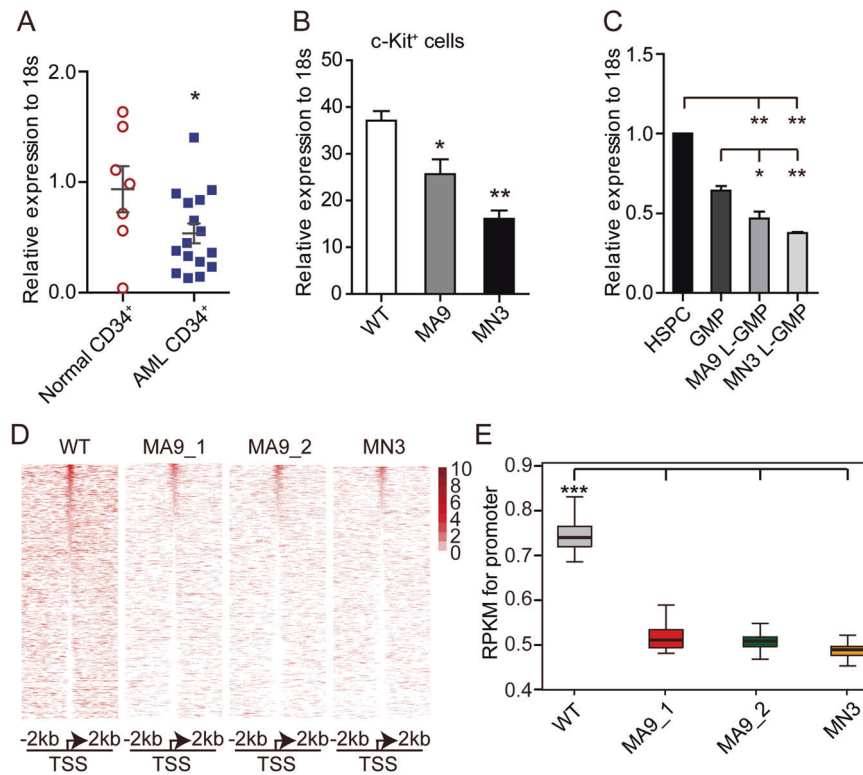 A
Relative expression to 18s
2.0
1.0
0.0
*
Normal CD34+
AML CD34+
B
c-Kit+ cells
Relative expression to 18s
50
40
30
20
10
0
*
**
WT
MA9
MN3
C
Relative expression to 18s
1.5
1.0
0.5
0.0
** **
* **
HSPC
GMP
MA9 L-GMP
MN3 L-GMP
D
WT MA9_1 MA9_2 MN3
10
8
6
4
2
0
-2kb 2kb -2kb 2kb -2kb 2kb -2kb 2kb
TSS TSS TSS TSS
E
RPKM for promoter
0.9
0.8
0.7
0.6
0.5
0.4
***
WT
MA9_1
MA9_2
MN3